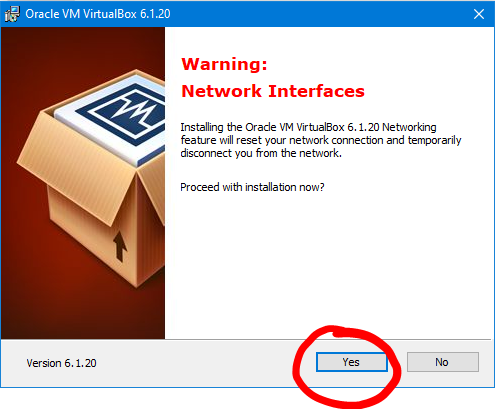 Oracle VM VirtualBox 6.1.20
Warning:
Network Interfaces
Installing the Oracle VM VirtualBox 6.1.20 Networking
feature will reset your network connection and temporarily
disconnect you from the network.
Proceed with installation now?
Version 6.1.20
Yes
No